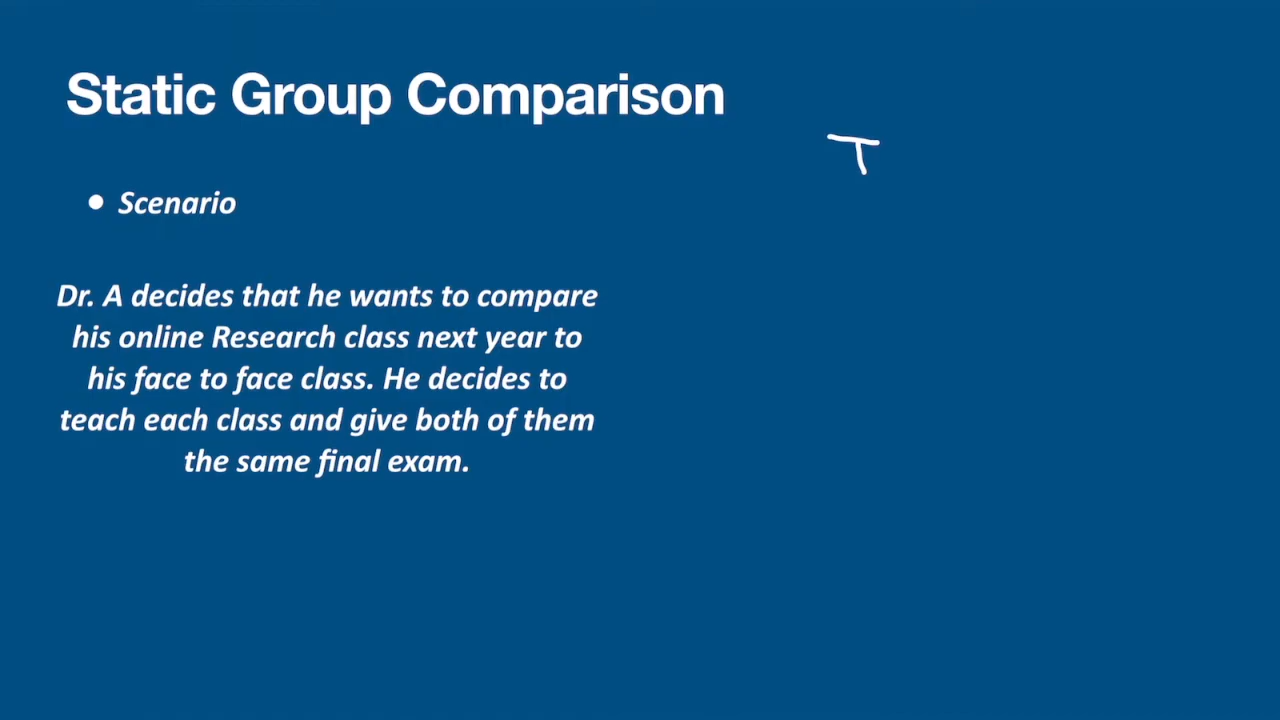 Static Group Comparison
T
• Scenario
Dr. A decides that he wants to compare
his online Research class next year to
his face to face class. He decides to
teach each class and give both of them
the same final exam.